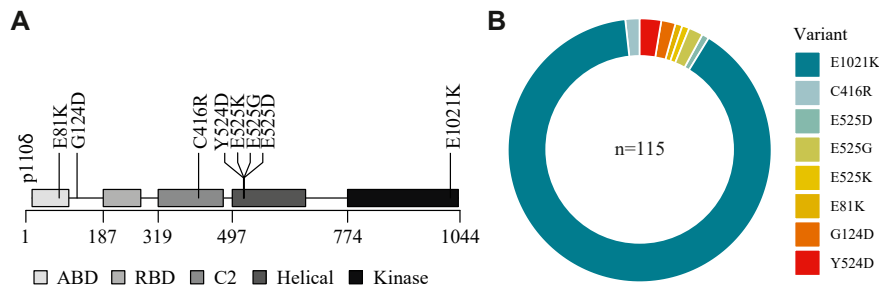 A
p110δ
E81K
G124D
C416R
Y524D
E525K
E525G
E525D
E1021K
1
187
319
497
774
1044
ABD
RBD
C2
Helical
Kinase
B
n=115
Variant
E1021K
C416R
E525D
E525G
E525K
E81K
G124D
Y524D